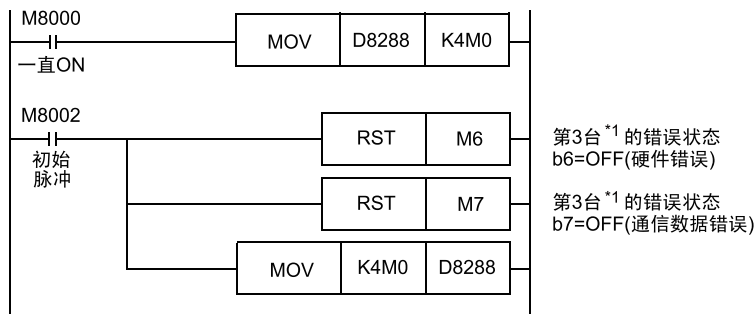 M8000
MOV D8288 K4M0
一直ON
M8002
RST M6
第3台*1 的错误状态
b6=OFF(硬件错误)
初始
脉冲
RST M7
第3台*1 的错误状态
b7=OFF(通信数据错误)
MOV K4M0 D8288